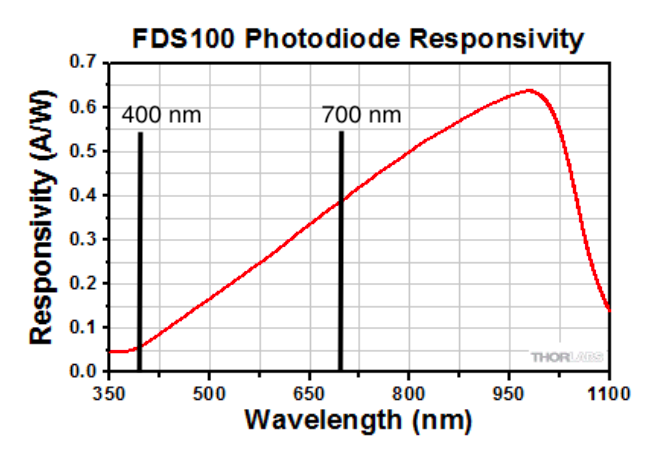 FDS100 Photodiode Responsivity
0.7
0.6
400 nm
700 nm
0.5
0.4
0.3
0.2
0.1
0.0
Responsivity (A/W)
THORLABS
350
500
650
800
950
1100
Wavelength (nm)